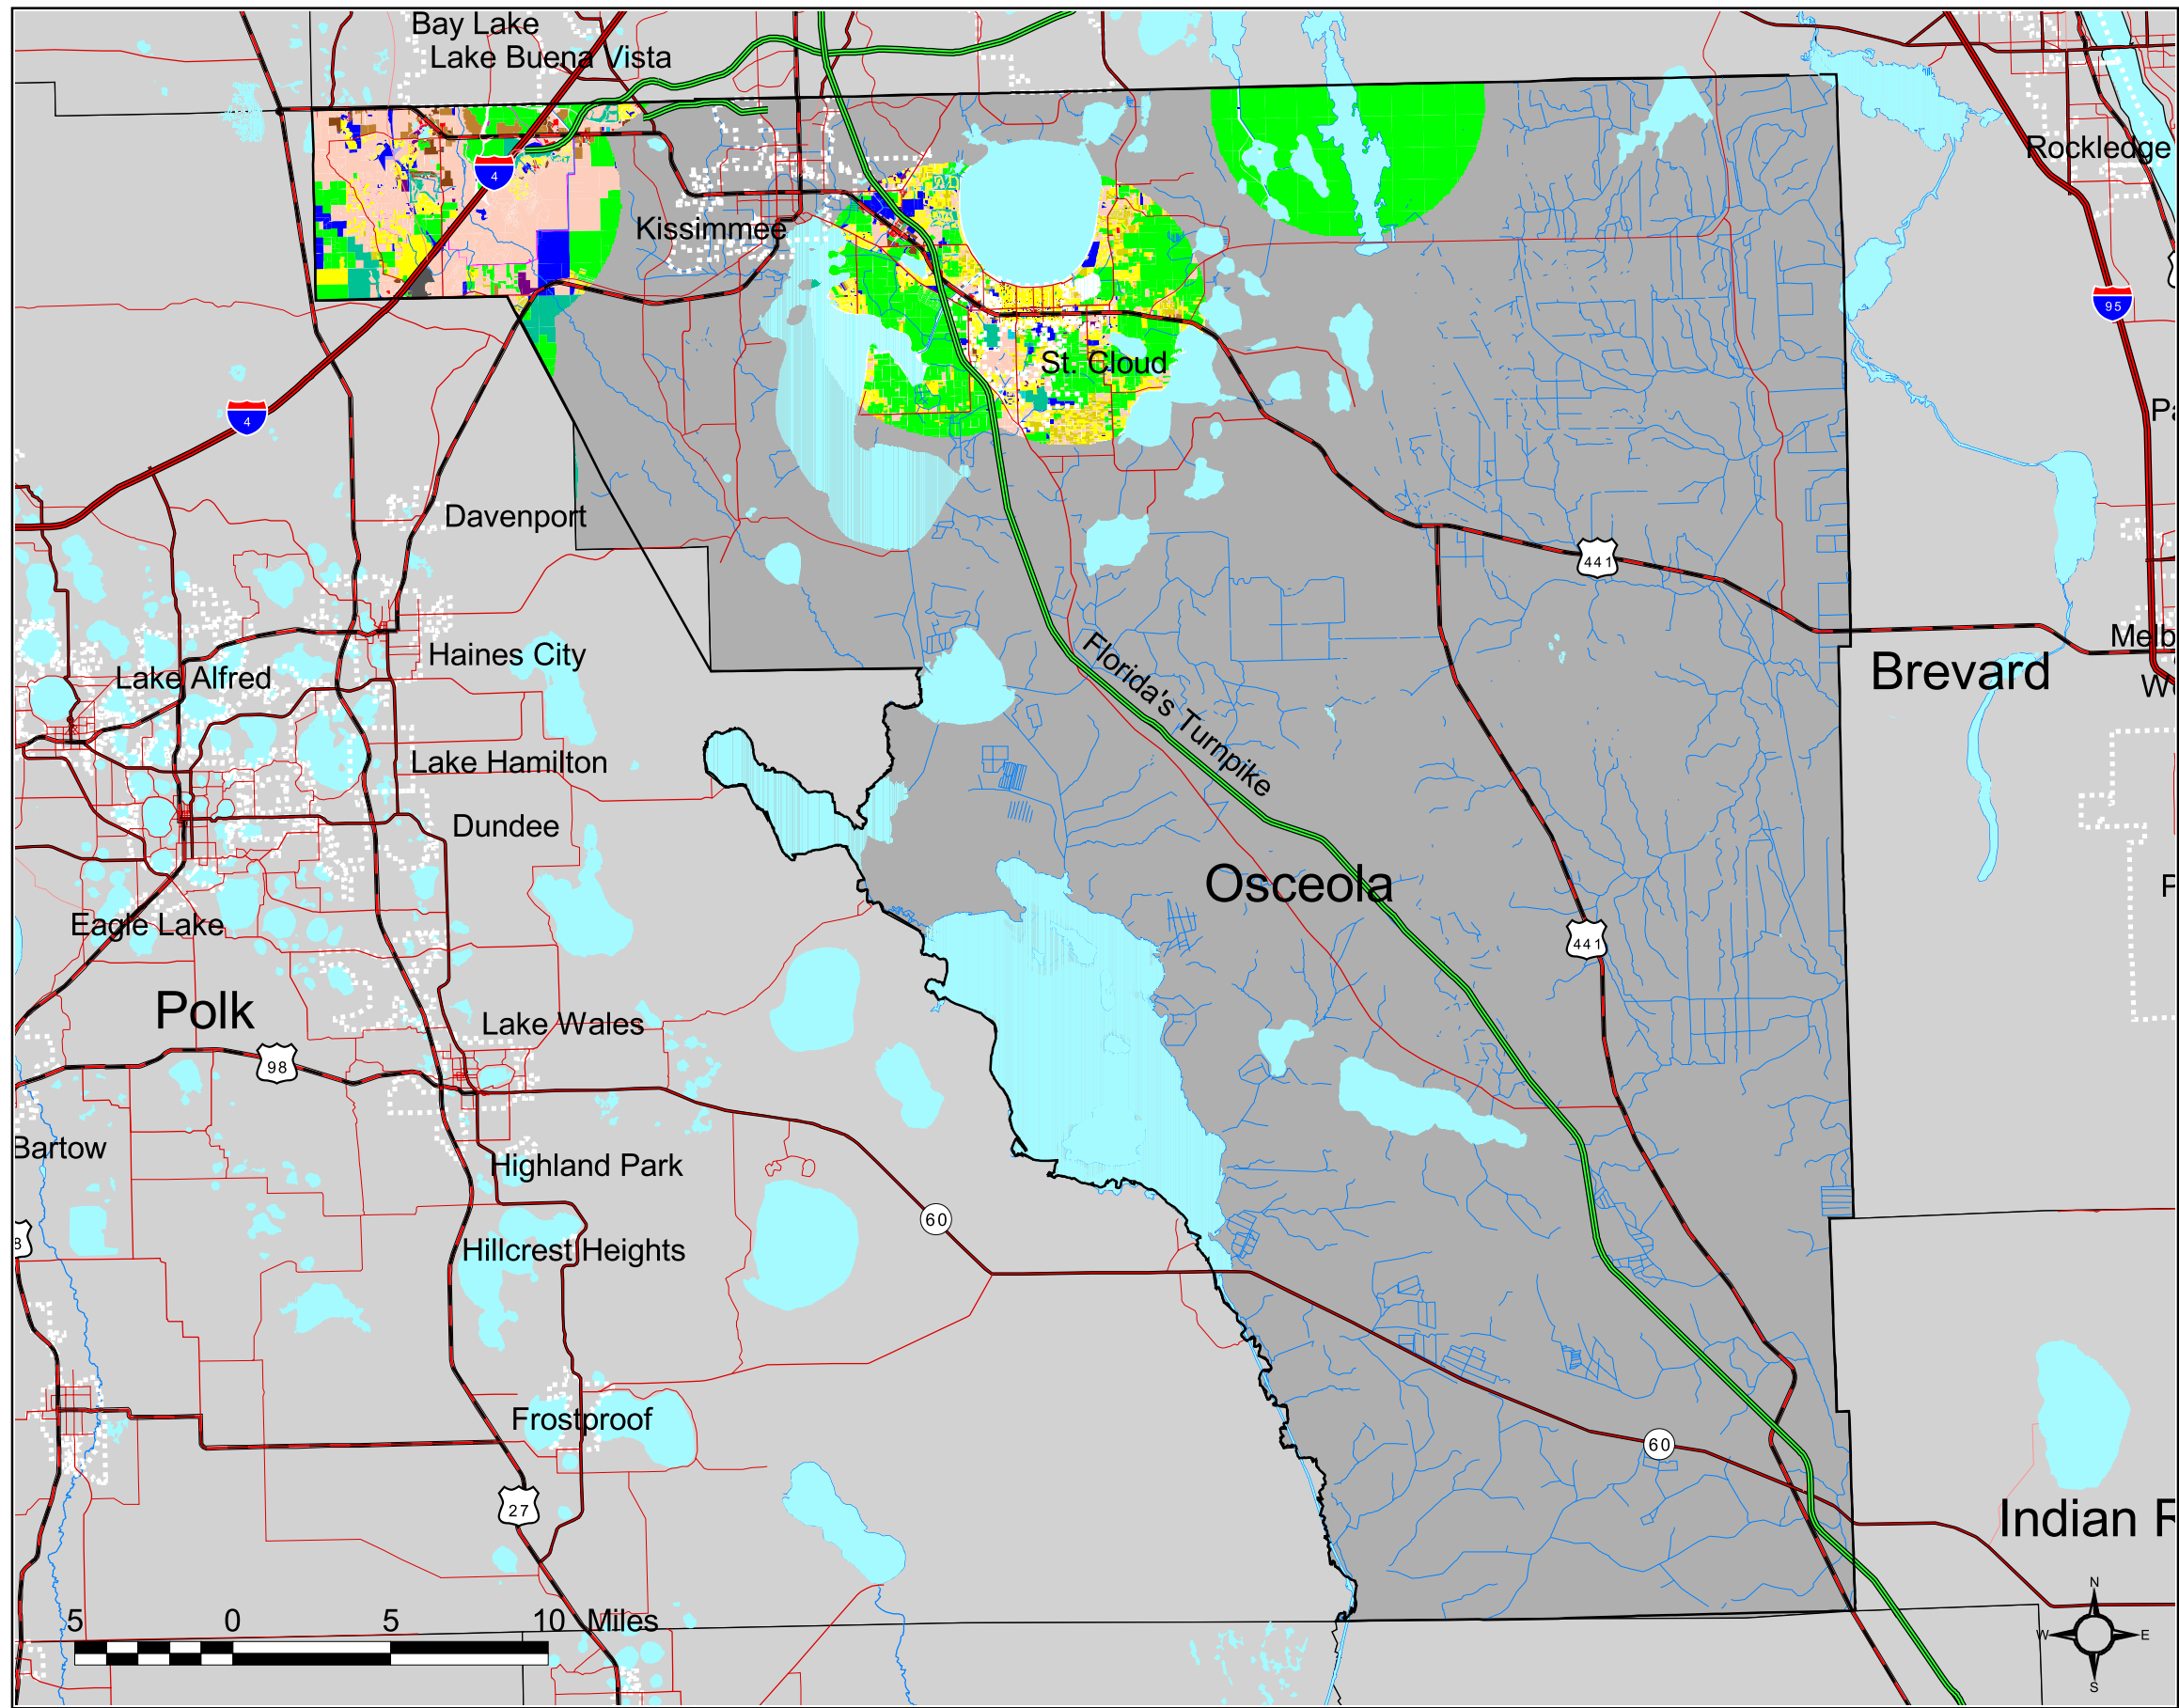 Bay Lake
Lake Buena Vista
Rockledge
4
Kissimmee
95
St. Cloud
4
Davenport
441
Florida's Turnpike
Melb
Haines City
Brevard
Lake Alfred
Lake Hamilton
Dundee
Osceola
Eagle Lake
441
Polk
Lake Wales
98
Bartow
Highland Park
60
8
Hillcrest Heights
Frostproof
60
27
Indian R
N
W E
S
5 0 5 10 Miles